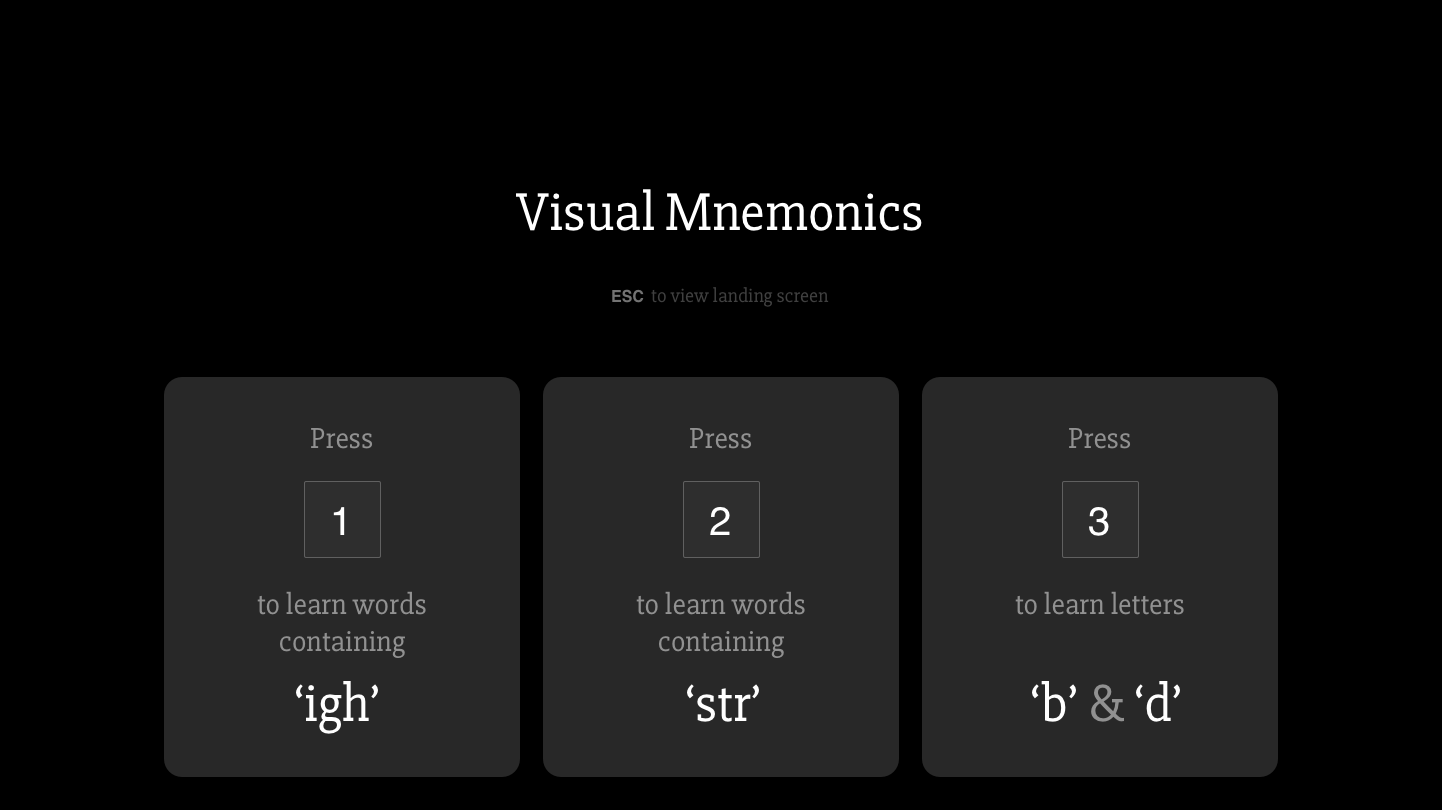 Visual Mnemonics
ESC to view landing screen
Press
1
to learn words
containing
‘igh’
Press
2
to learn words
containing
‘str’
Press
3
to learn letters
‘b’ & ‘d’